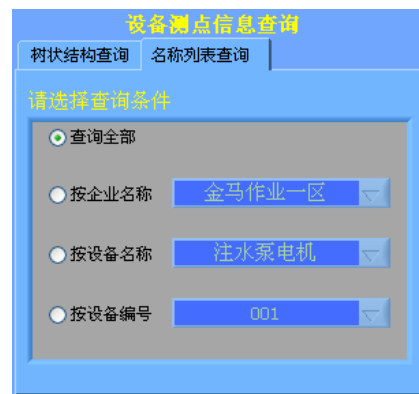 设备测点信息查询
树状结构查询 名称列表查询
请选择查询条件
查询全部
按企业名称 金马作业一区
按设备名称 注水泵电机
按设备编号 001